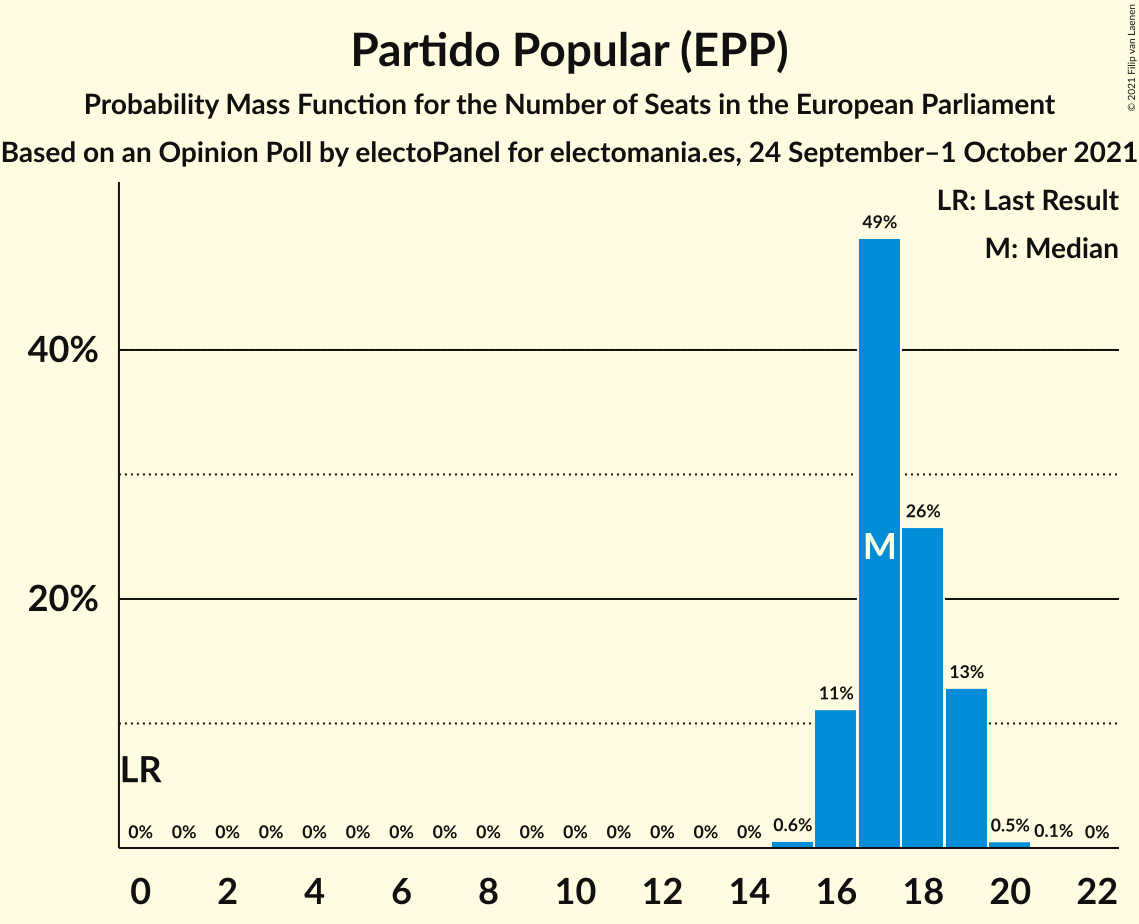 Partido Popular (EPP)
Probability Mass Function for the Number of Seats in the European Parliament
Based on an Opinion Poll by electoPanel for electomania.es, 24 September–1 October 2021
© 2021 Filip van Laenen
LR: Last Result
M: Median
49%
40%
26%
M
20%
13%
11%
LR
0% 0% 0% 0% 0% 0% 0% 0% 0% 0% 0% 0% 0% 0% 0% 0.6% 0.5% 0.1% 0%
0 2 4 6 8 10 12 14 16 18 20 22